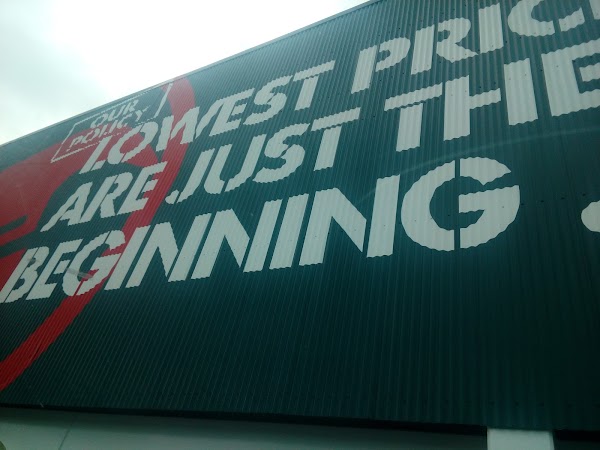 OUR
POLICY
LOWEST PRIC
ARE JUST THE
BEGINNING